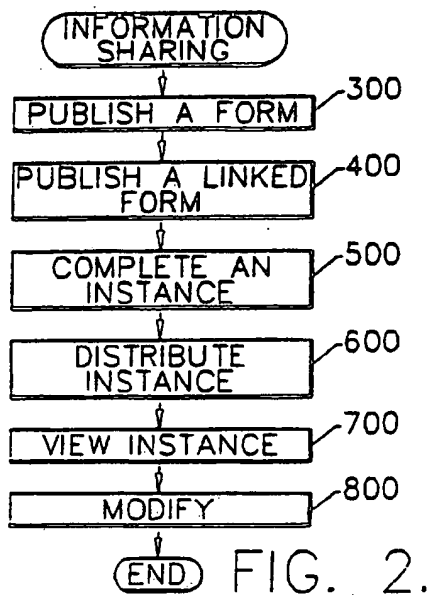 INFORMATION
SHARING
300
PUBLISH A FORM
400
PUBLISH A LINKED
FORM
500
COMPLETE AN
INSTANCE
600
DISTRIBUTE
INSTANCE
700
VIEW INSTANCE
800
MODIFY
END
FIG. 2.